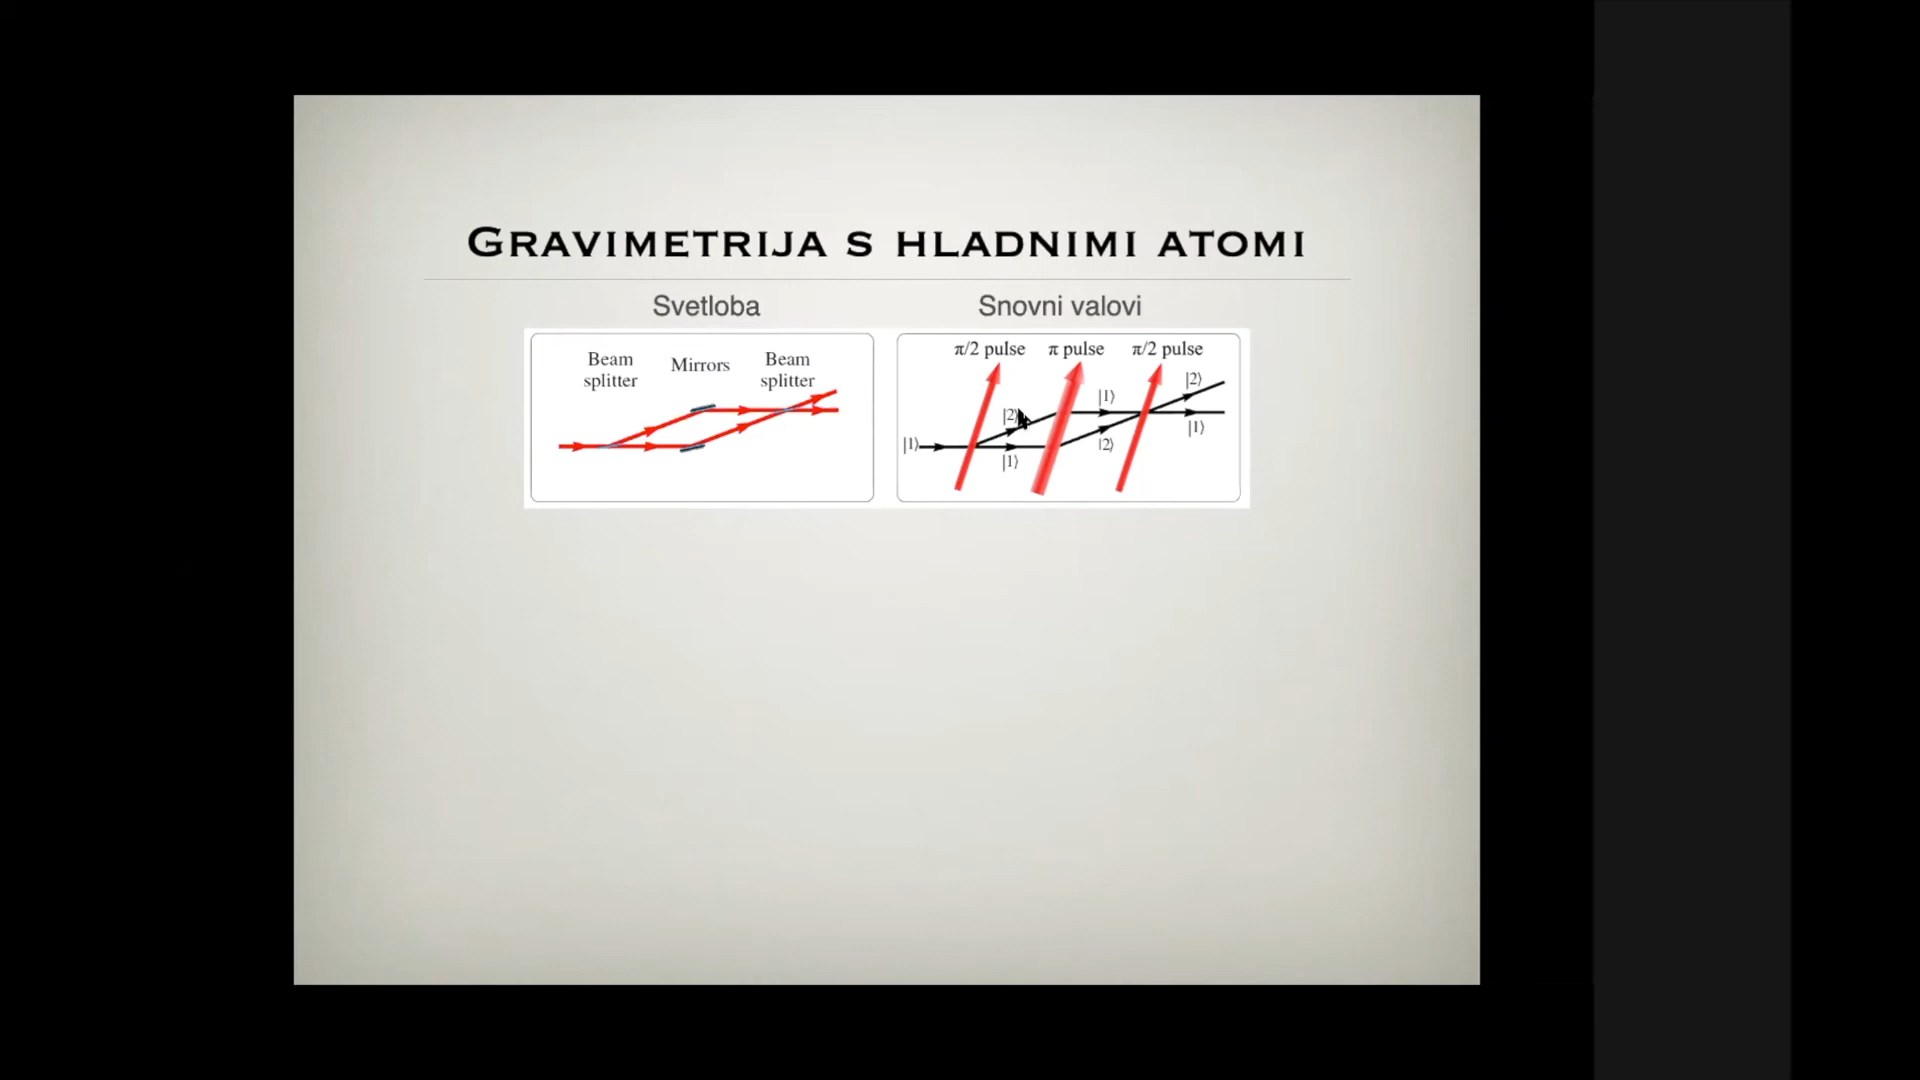 GRAVIMETRIJA S HLADNIMI ATOMI
Svetloba
Snovni valovi
Beam splitter
Mirrors
Beam splitter
π/2 pulse
π pulse
π/2 pulse
|1⟩
|2⟩
|1⟩
|1⟩
|2⟩
|2⟩
|1⟩